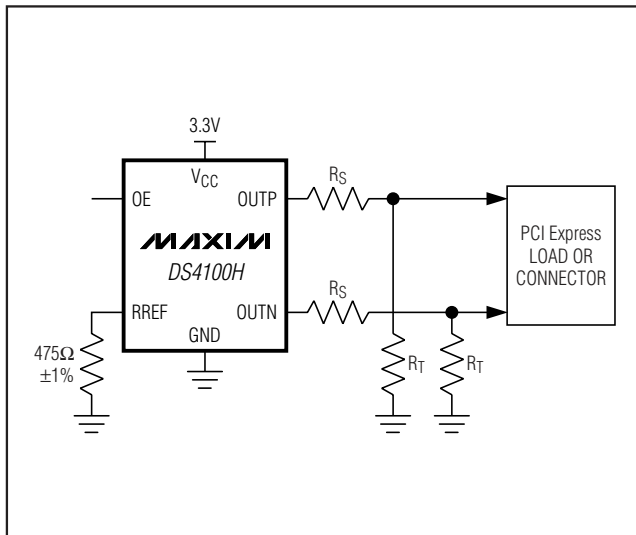 3.3V
VCC
OE
OUTP
RS
MAXIM
DS4100H
PCI Express
LOAD OR
CONNECTOR
RREF
OUTN
RS
GND
475Ω
±1%
RT
RT